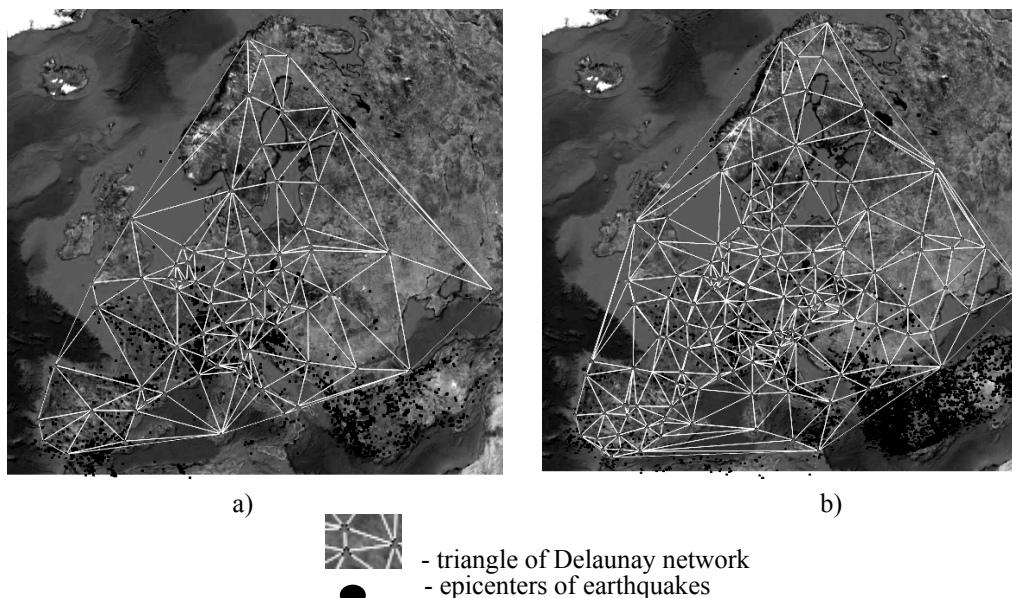 a)
b)
- triangle of Delaunay network
- epicenters of earthquakes